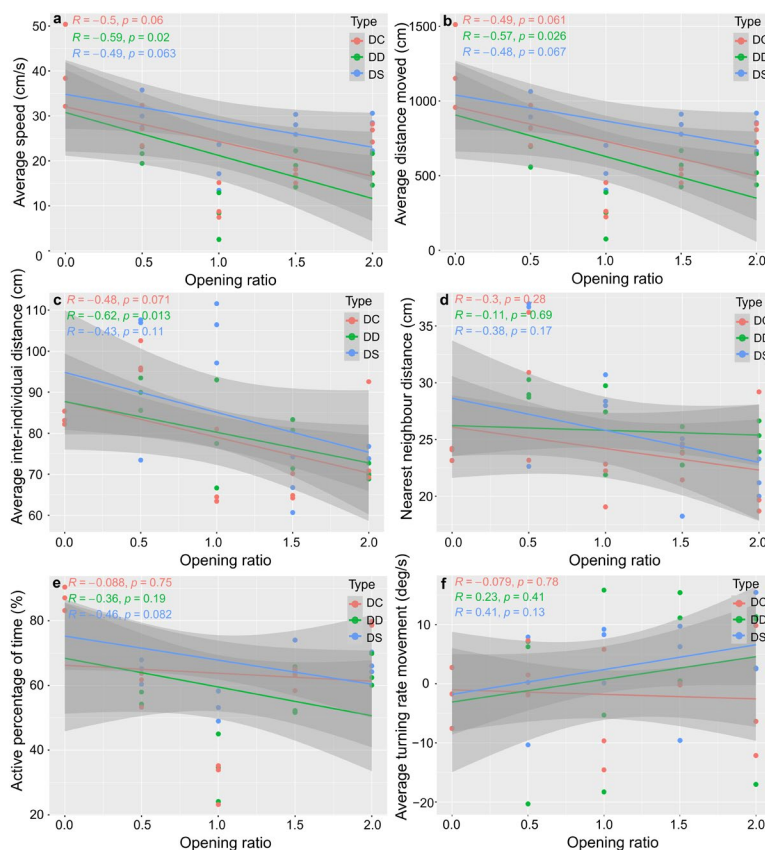 a
R = −0.5, p = 0.06
R = −0.59, p = 0.02
R = −0.49, p = 0.063
Type
DC
DD
DS
Average speed (cm/s)
50
40
30
20
10
0
0.0 0.5 1.0 1.5 2.0
Opening ratio
b
R = −0.49, p = 0.061
R = −0.57, p = 0.026
R = −0.48, p = 0.067
Type
DC
DD
DS
Average distance moved (cm)
1500
1000
500
0
0.0 0.5 1.0 1.5 2.0
Opening ratio
c
R = −0.48, p = 0.071
R = −0.62, p = 0.013
R = −0.43, p = 0.11
Type
DC
DD
DS
Average inter-individual distance (cm)
110
100
90
80
70
60
0.0 0.5 1.0 1.5 2.0
Opening ratio
d
R = −0.3, p = 0.28
R = −0.11, p = 0.69
R = −0.38, p = 0.17
Type
DC
DD
DS
Nearest neighbour distance (cm)
35
30
25
20
0.0 0.5 1.0 1.5 2.0
Opening ratio
e
R = −0.088, p = 0.75
R = −0.36, p = 0.19
R = −0.46, p = 0.082
Type
DC
DD
DS
Active percentage of time (%)
80
60
40
20
0.0 0.5 1.0 1.5 2.0
Opening ratio
f
R = −0.079, p = 0.78
R = 0.23, p = 0.41
R = 0.41, p = 0.13
Type
DC
DD
DS
Average turning rate movement (deg/s)
10
0
−10
−20
0.0 0.5 1.0 1.5 2.0
Opening ratio